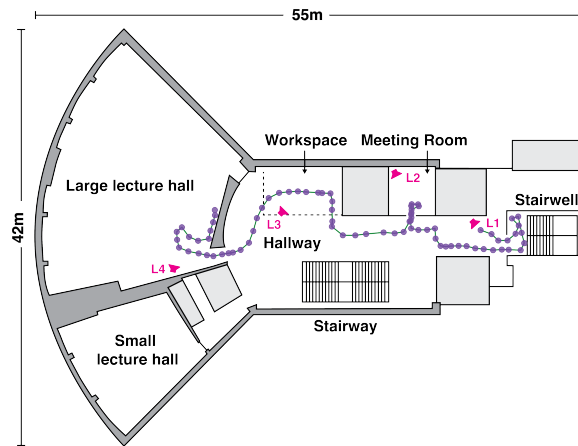 55m
42m
Workspace
Meeting Room
L2
Large lecture hall
Stairwell
L1
L3
Hallway
L4
Stairway
Small
lecture hall